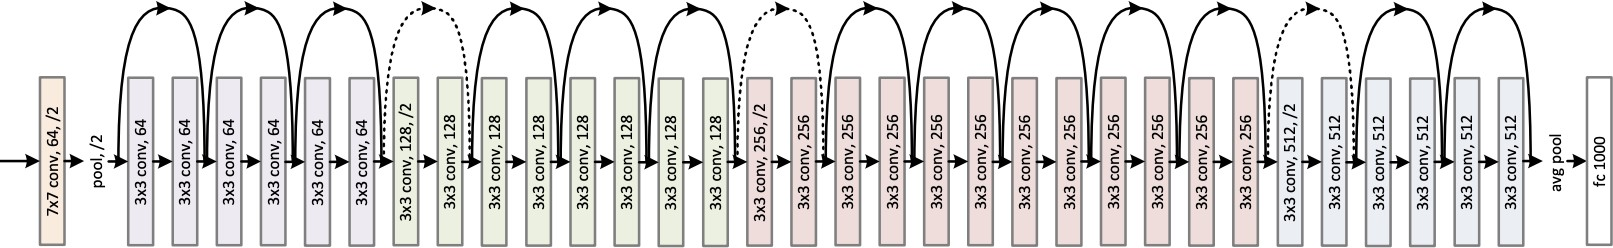 7x7 conv, 64, /2
pool, /2
3x3 conv, 64
3x3 conv, 64
3x3 conv, 64
3x3 conv, 64
3x3 conv, 64
3x3 conv, 64
3x3 conv, 128, /2
3x3 conv, 128
3x3 conv, 128
3x3 conv, 128
3x3 conv, 128
3x3 conv, 128
3x3 conv, 128
3x3 conv, 128
3x3 conv, 256, /2
3x3 conv, 256
3x3 conv, 256
3x3 conv, 256
3x3 conv, 256
3x3 conv, 256
3x3 conv, 256
3x3 conv, 256
3x3 conv, 256
3x3 conv, 256
3x3 conv, 256
3x3 conv, 256
3x3 conv, 512, /2
3x3 conv, 512
3x3 conv, 512
3x3 conv, 512
3x3 conv, 512
3x3 conv, 512
avg pool
fc 1000